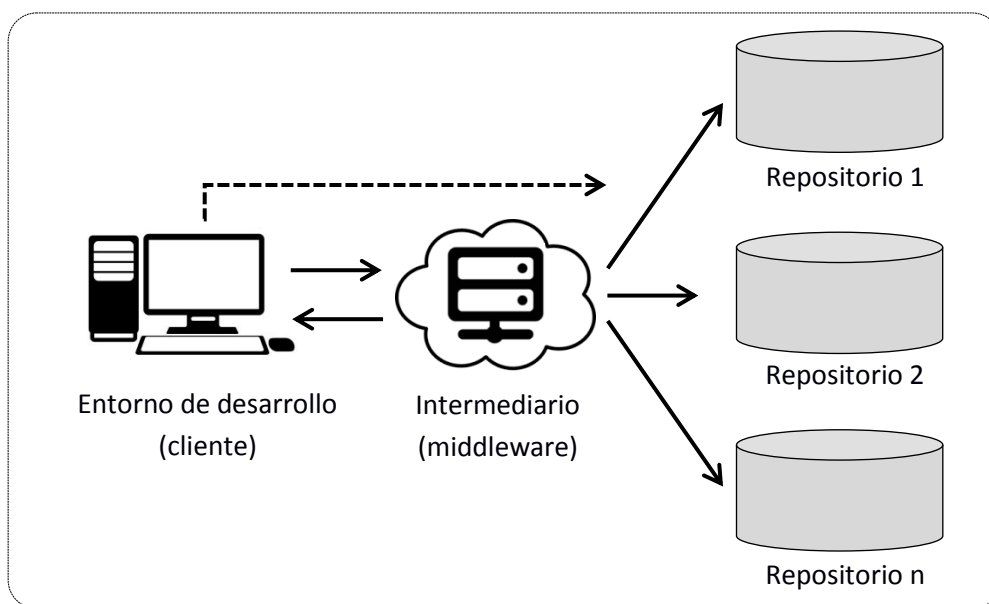 Repositorio 1
Entorno de desarrollo
(cliente)
Intermediario
(middleware)
Repositorio 2
Repositorio n